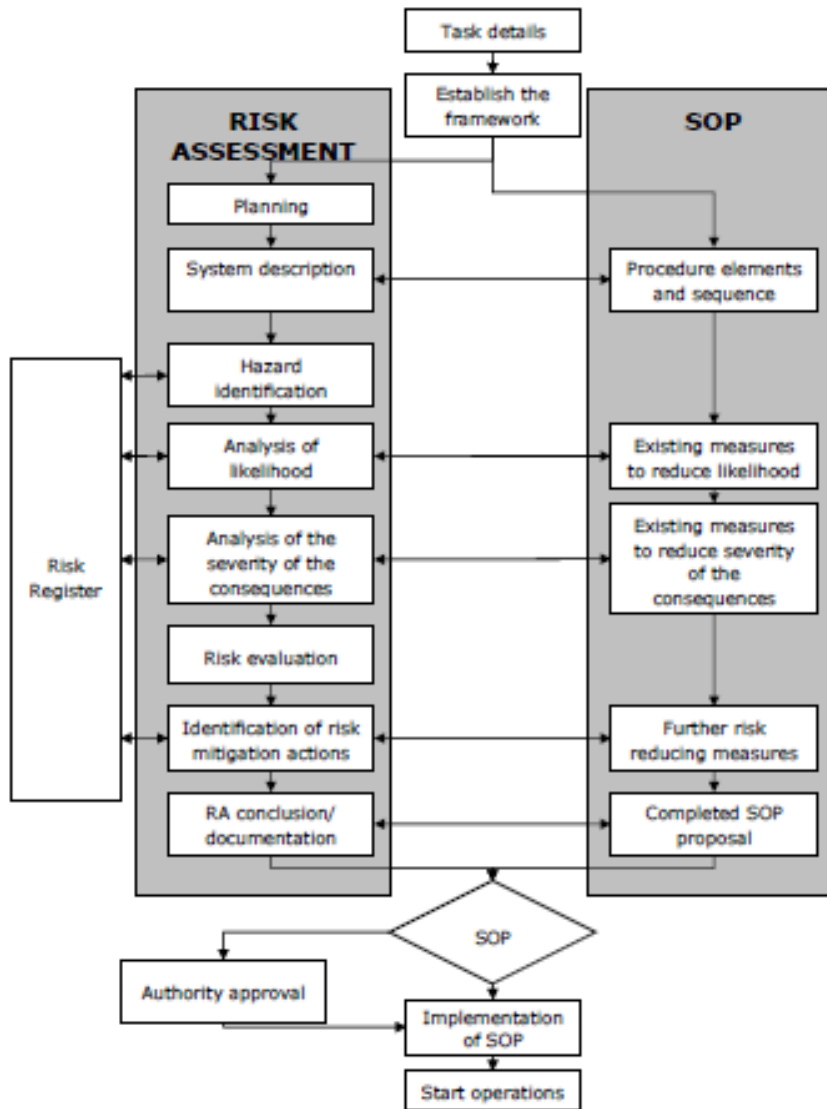 Task details
Establish the
framework
RISK
ASSESSMENT
SOP
Planning
System description
Procedure elements
and sequence
Hazard
identification
Analysis of
likelihood
Existing measures
to reduce likelihood
Analysis of the
severity of the
consequences
Existing measures
to reduce severity
of the
consequences
Risk
Register
Risk evaluation
Identification of risk
mitigation actions
Further risk
reducing measures
RA conclusion/
documentation
Completed SOP
proposal
SOP
Authority approval
Implementation
of SOP
Start operations